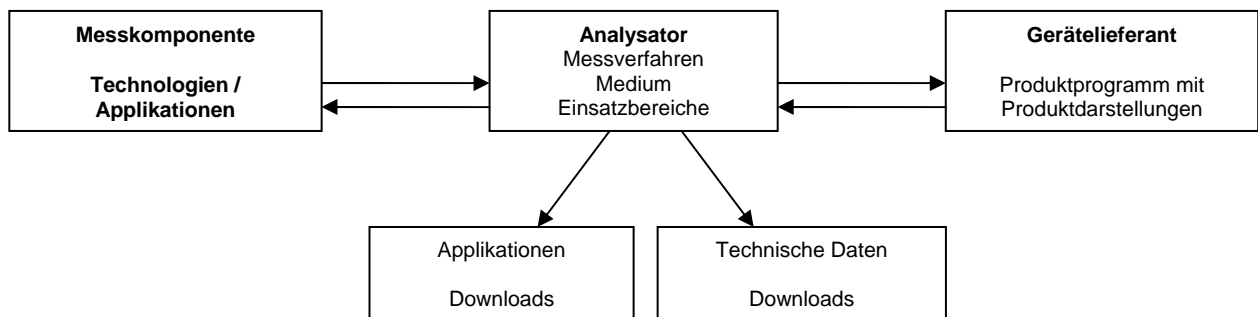 Messkomponente
Technologien /
Applikationen
Analysator
Messverfahren
Medium
Einsatzbereiche
Gerätelieferant
Produktprogramm mit
Produktdarstellungen
Applikationen
Downloads
Technische Daten
Downloads